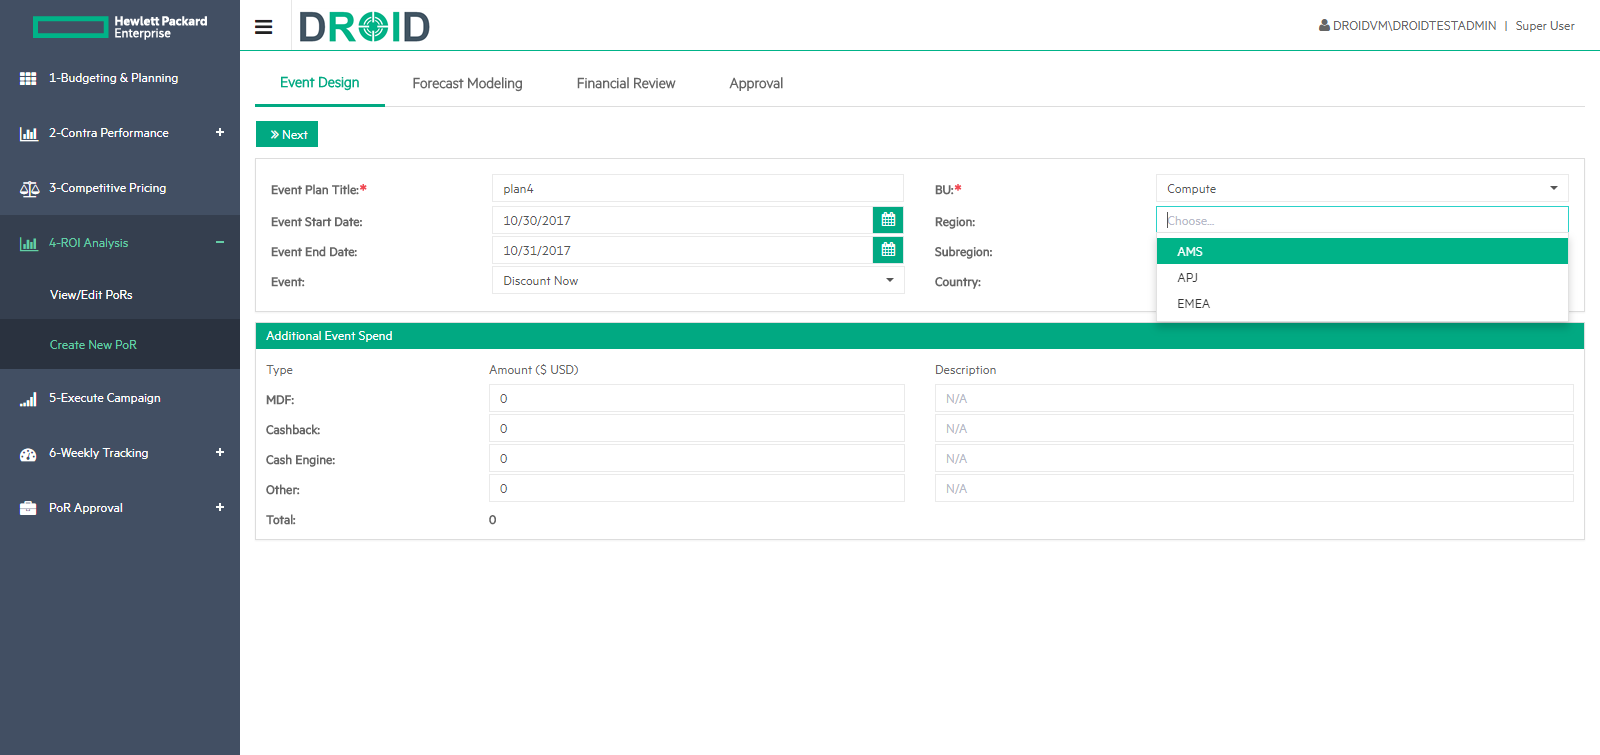 Hewlett Packard
Enterprise
DROID
DROIDVM\DROIDTESTADMIN | Super User
1-Budgeting & Planning
2-Contra Performance +
3-Competitive Pricing
4-ROI Analysis −
View/Edit PoRs
Create New PoR
5-Execute Campaign
6-Weekly Tracking +
PoR Approval +
Event Design Forecast Modeling Financial Review Approval
» Next
Event Plan Title:* plan4 BU:* Compute
Event Start Date: 10/30/2017 Region: Choose...
Event End Date: 10/31/2017 Subregion:
Event: Discount Now Country:
AMS
APJ
EMEA
Additional Event Spend
Type Amount ($ USD) Description
MDF: 0 N/A
Cashback: 0 N/A
Cash Engine: 0 N/A
Other: 0 N/A
Total: 0